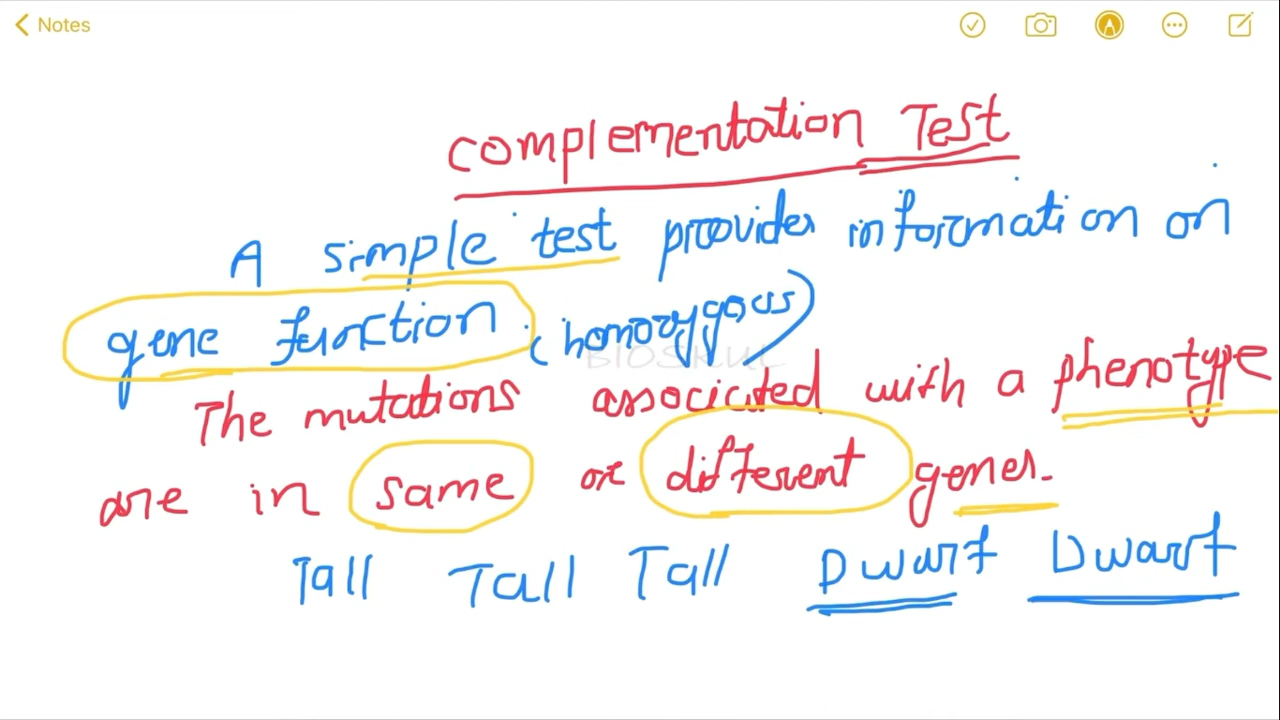 Notes
Complementation Test
A simple test provides information on
gene function (homozygous)
BIOSKUL
The mutations associated with a phenotype
are in same or different genes.
Tall Tall Tall Dwarf Dwarf